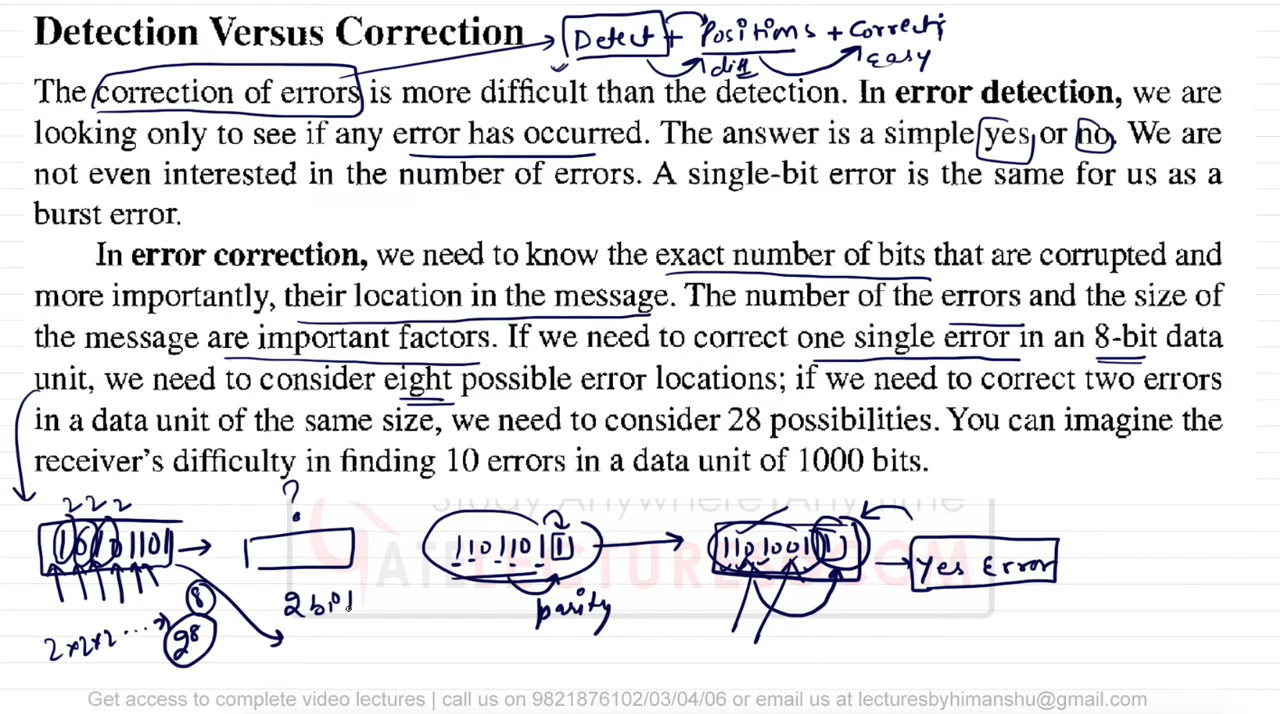 Detection Versus Correction
Detect + Positions + Correcti
diff easy
The correction of errors is more difficult than the detection. In error detection, we are
looking only to see if any error has occurred. The answer is a simple yes or no. We are
not even interested in the number of errors. A single-bit error is the same for us as a
burst error.
In error correction, we need to know the exact number of bits that are corrupted and
more importantly, their location in the message. The number of the errors and the size of
the message are important factors. If we need to correct one single error in an 8-bit data
unit, we need to consider eight possible error locations; if we need to correct two errors
in a data unit of the same size, we need to consider 28 possibilities. You can imagine the
receiver's difficulty in finding 10 errors in a data unit of 1000 bits.
2 2 2 ?
Study Anywhere Anytime
1101101 1
Yes Error
8
parity
2×2×2...
2⁸
Get access to complete video lectures | call us on 9821876102/03/04/06 or email us at lecturesbyhimanshu@gmail.com